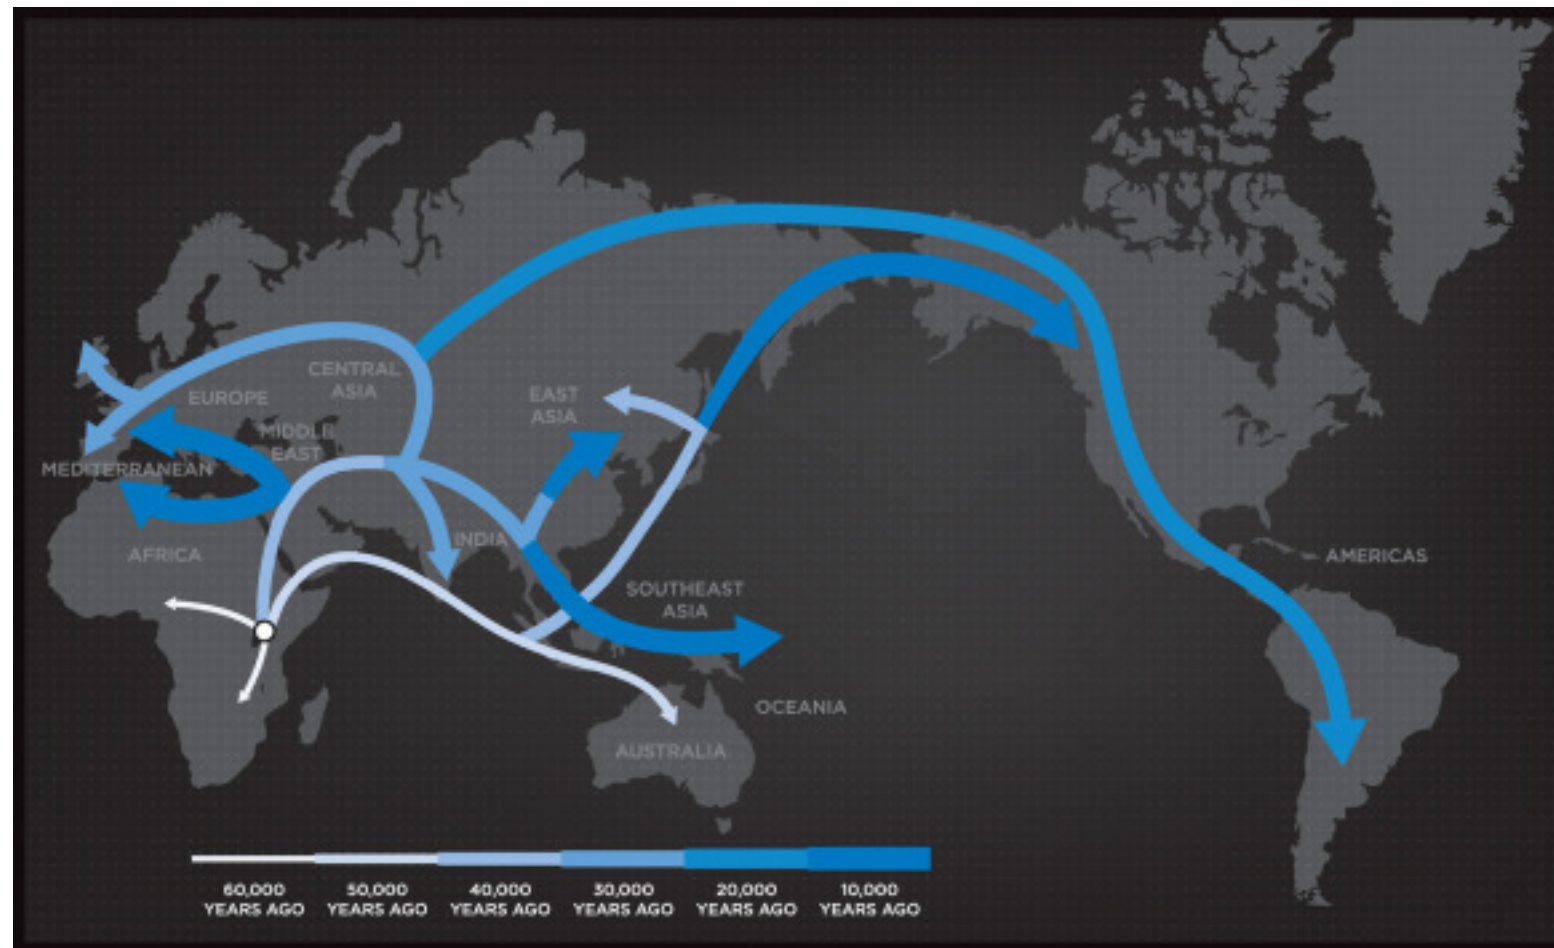 CENTRAL
ASIA
EUROPE
EAST
ASIA
MIDDLE
EAST
MEDITERRANEAN
AFRICA
INDIA
AMERICAS
SOUTHEAST
ASIA
OCEANIA
AUSTRALIA
60,000
YEARS AGO
50,000
YEARS AGO
40,000
YEARS AGO
30,000
YEARS AGO
20,000
YEARS AGO
10,000
YEARS AGO